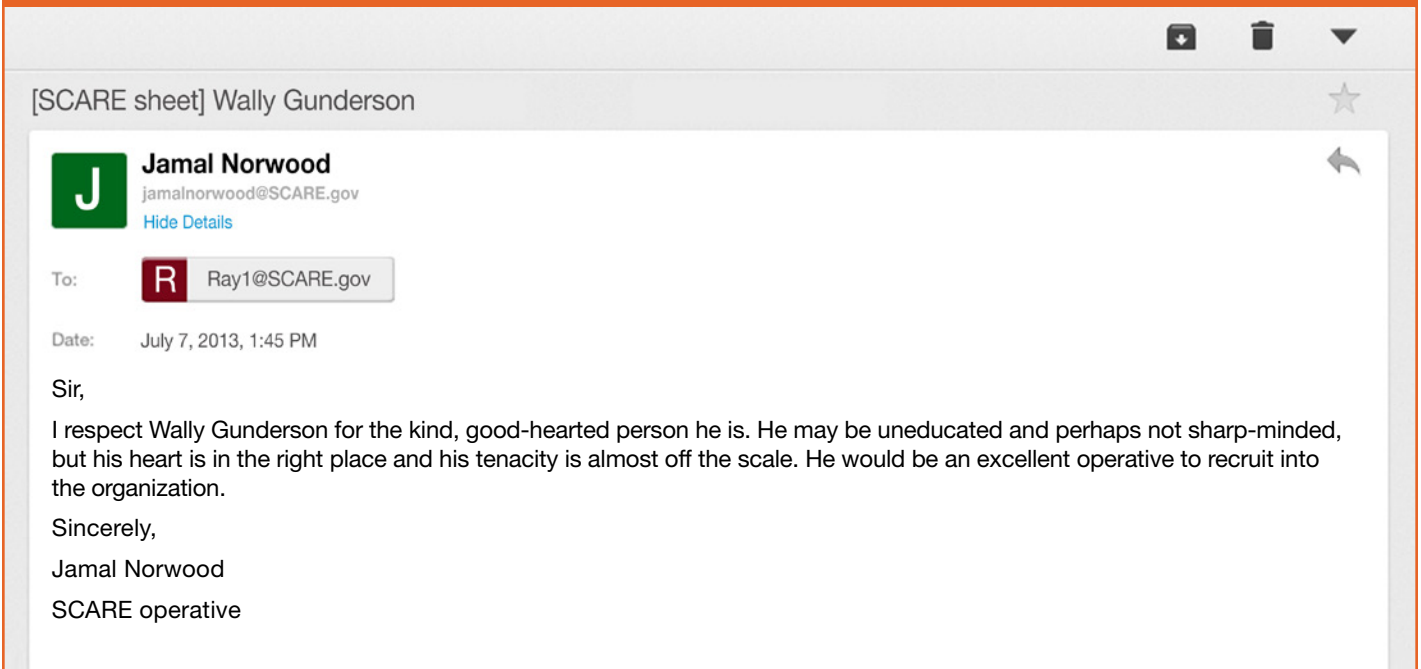 [SCARE sheet] Wally Gunderson
J
Jamal Norwood
jamalnorwood@SCARE.gov
Hide Details
To: R Ray1@SCARE.gov
Date: July 7, 2013, 1:45 PM
Sir,
I respect Wally Gunderson for the kind, good-hearted person he is. He may be uneducated and perhaps not sharp-minded,
but his heart is in the right place and his tenacity is almost off the scale. He would be an excellent operative to recruit into
the organization.
Sincerely,
Jamal Norwood
SCARE operative